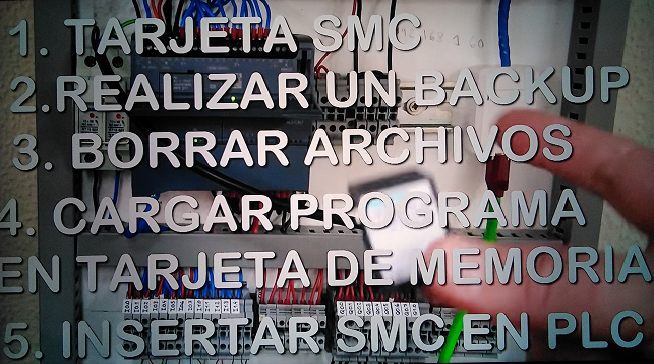 1. TARJETA SMC
2.REALIZAR UN BACKUP
3. BORRAR ARCHIVOS
4. CARGAR PROGRAMA
EN TARJETA DE MEMORIA
5. INSERTAR SMC EN PLC